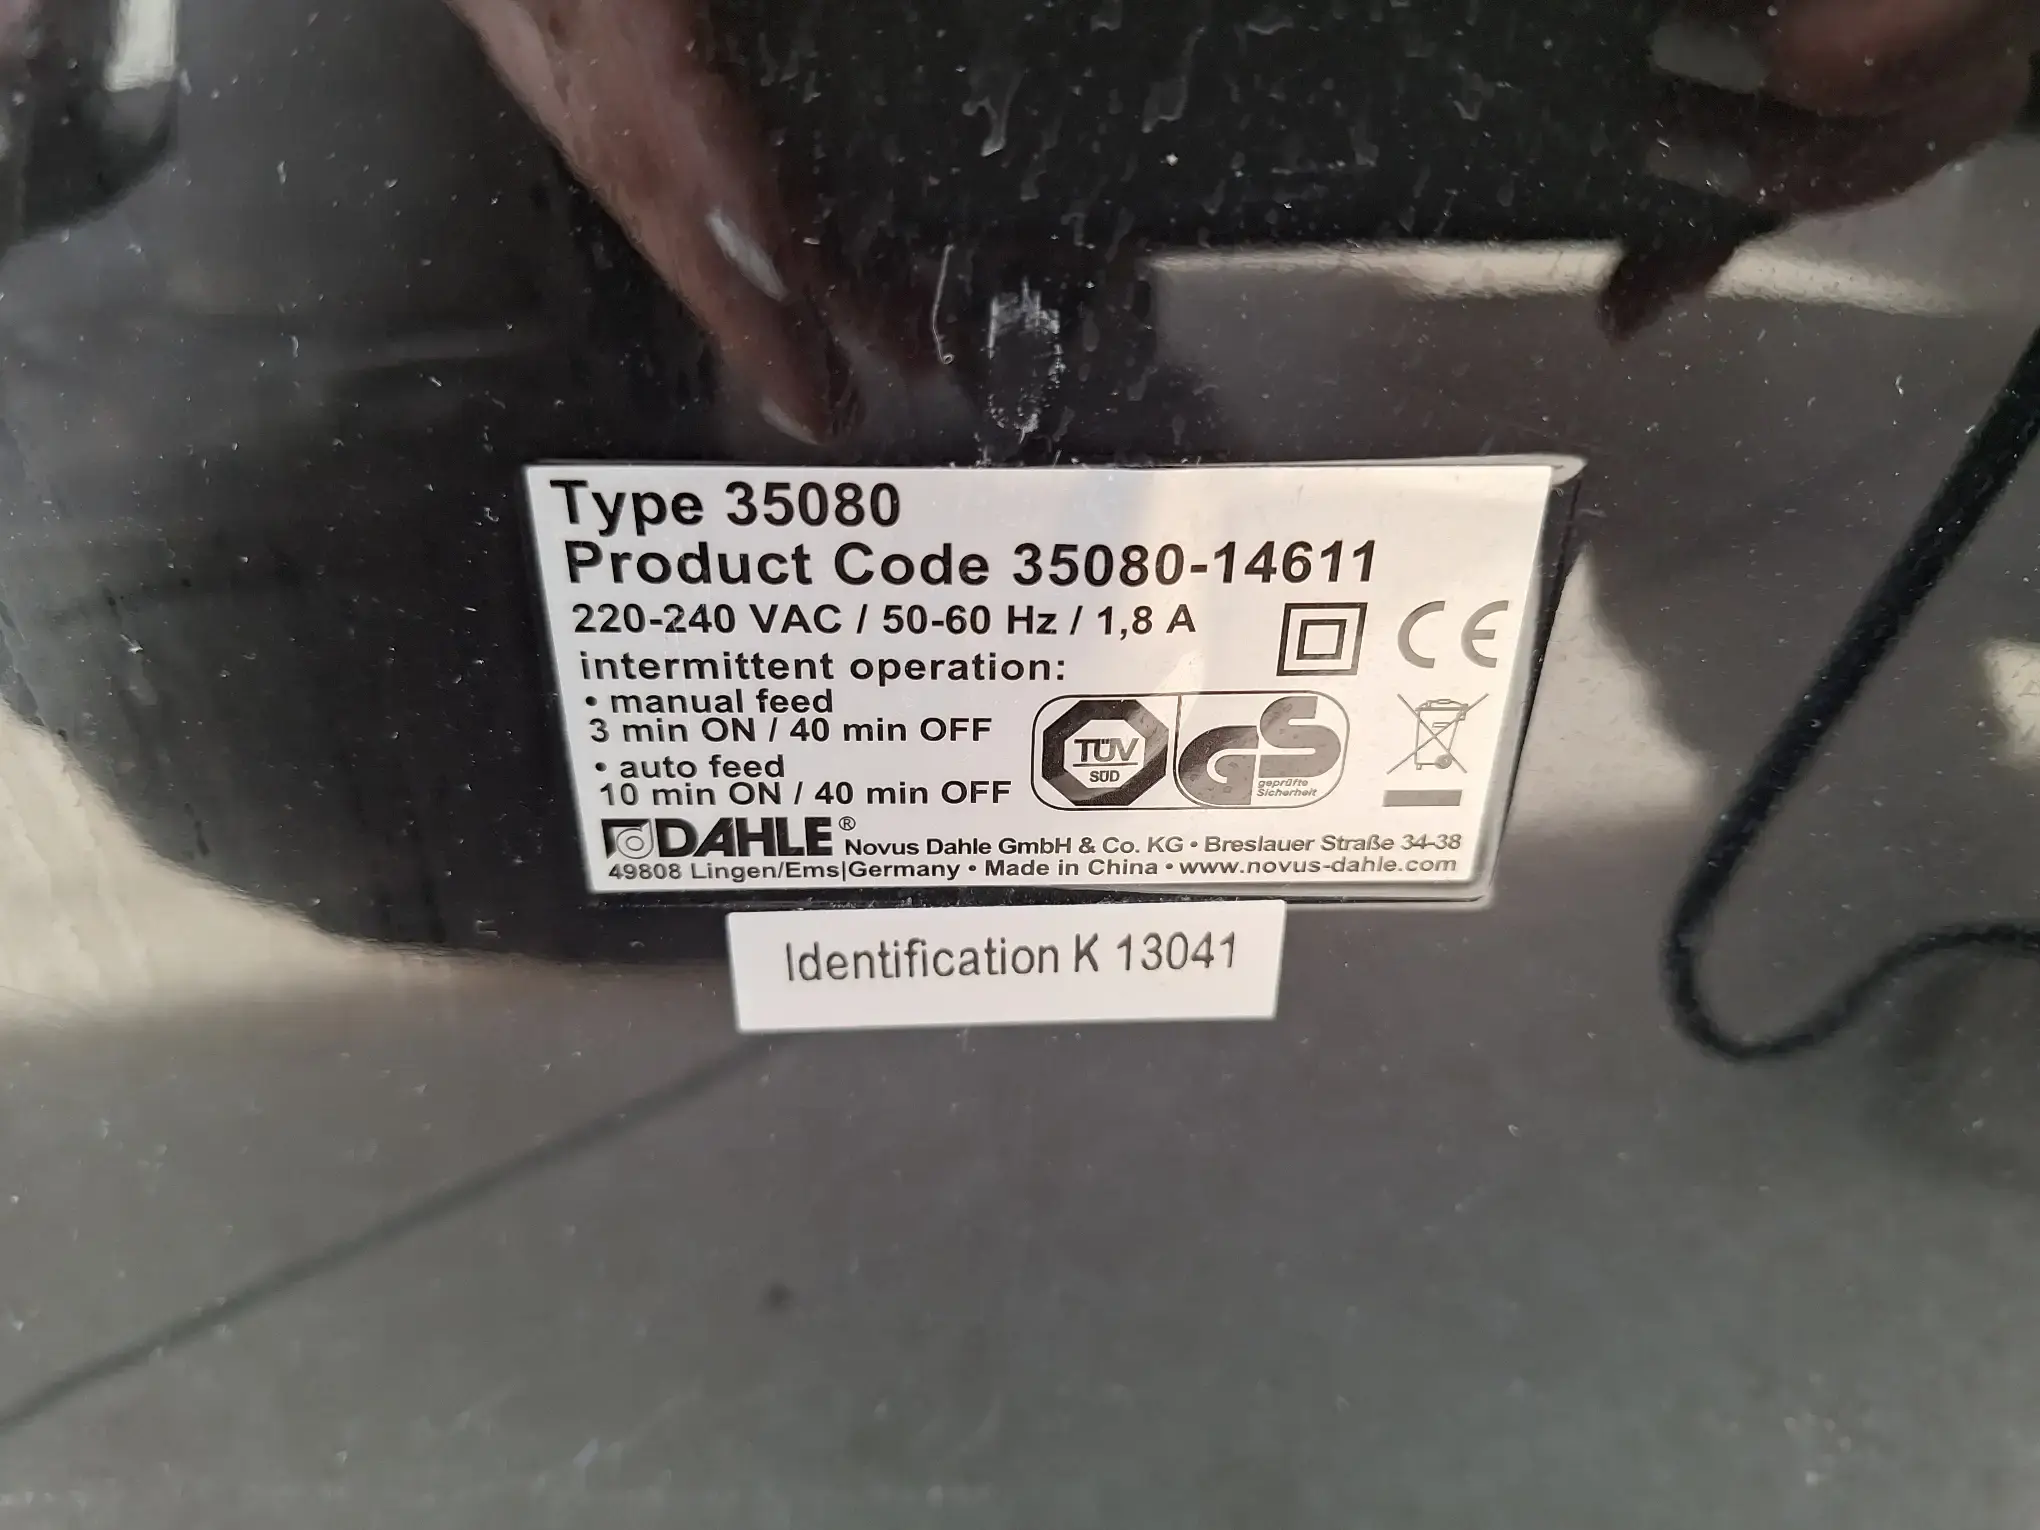 Type 35080
Product Code 35080-14611
220-240 VAC / 50-60 Hz / 1,8 A
CE
intermittent operation:
• manual feed
3 min ON / 40 min OFF
• auto feed
10 min ON / 40 min OFF
TÜV
SÜD
GS
geprüfte
Sicherheit
DAHLE® Novus Dahle GmbH & Co. KG • Breslauer Straße 34-38
49808 Lingen/Ems|Germany • Made in China • www.novus-dahle.com
Identification K 13041